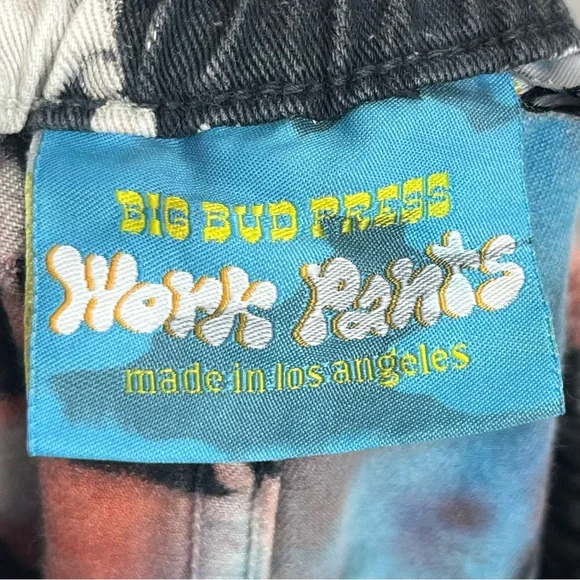 BIG BUD PRESS
Work Pants
made in los angeles